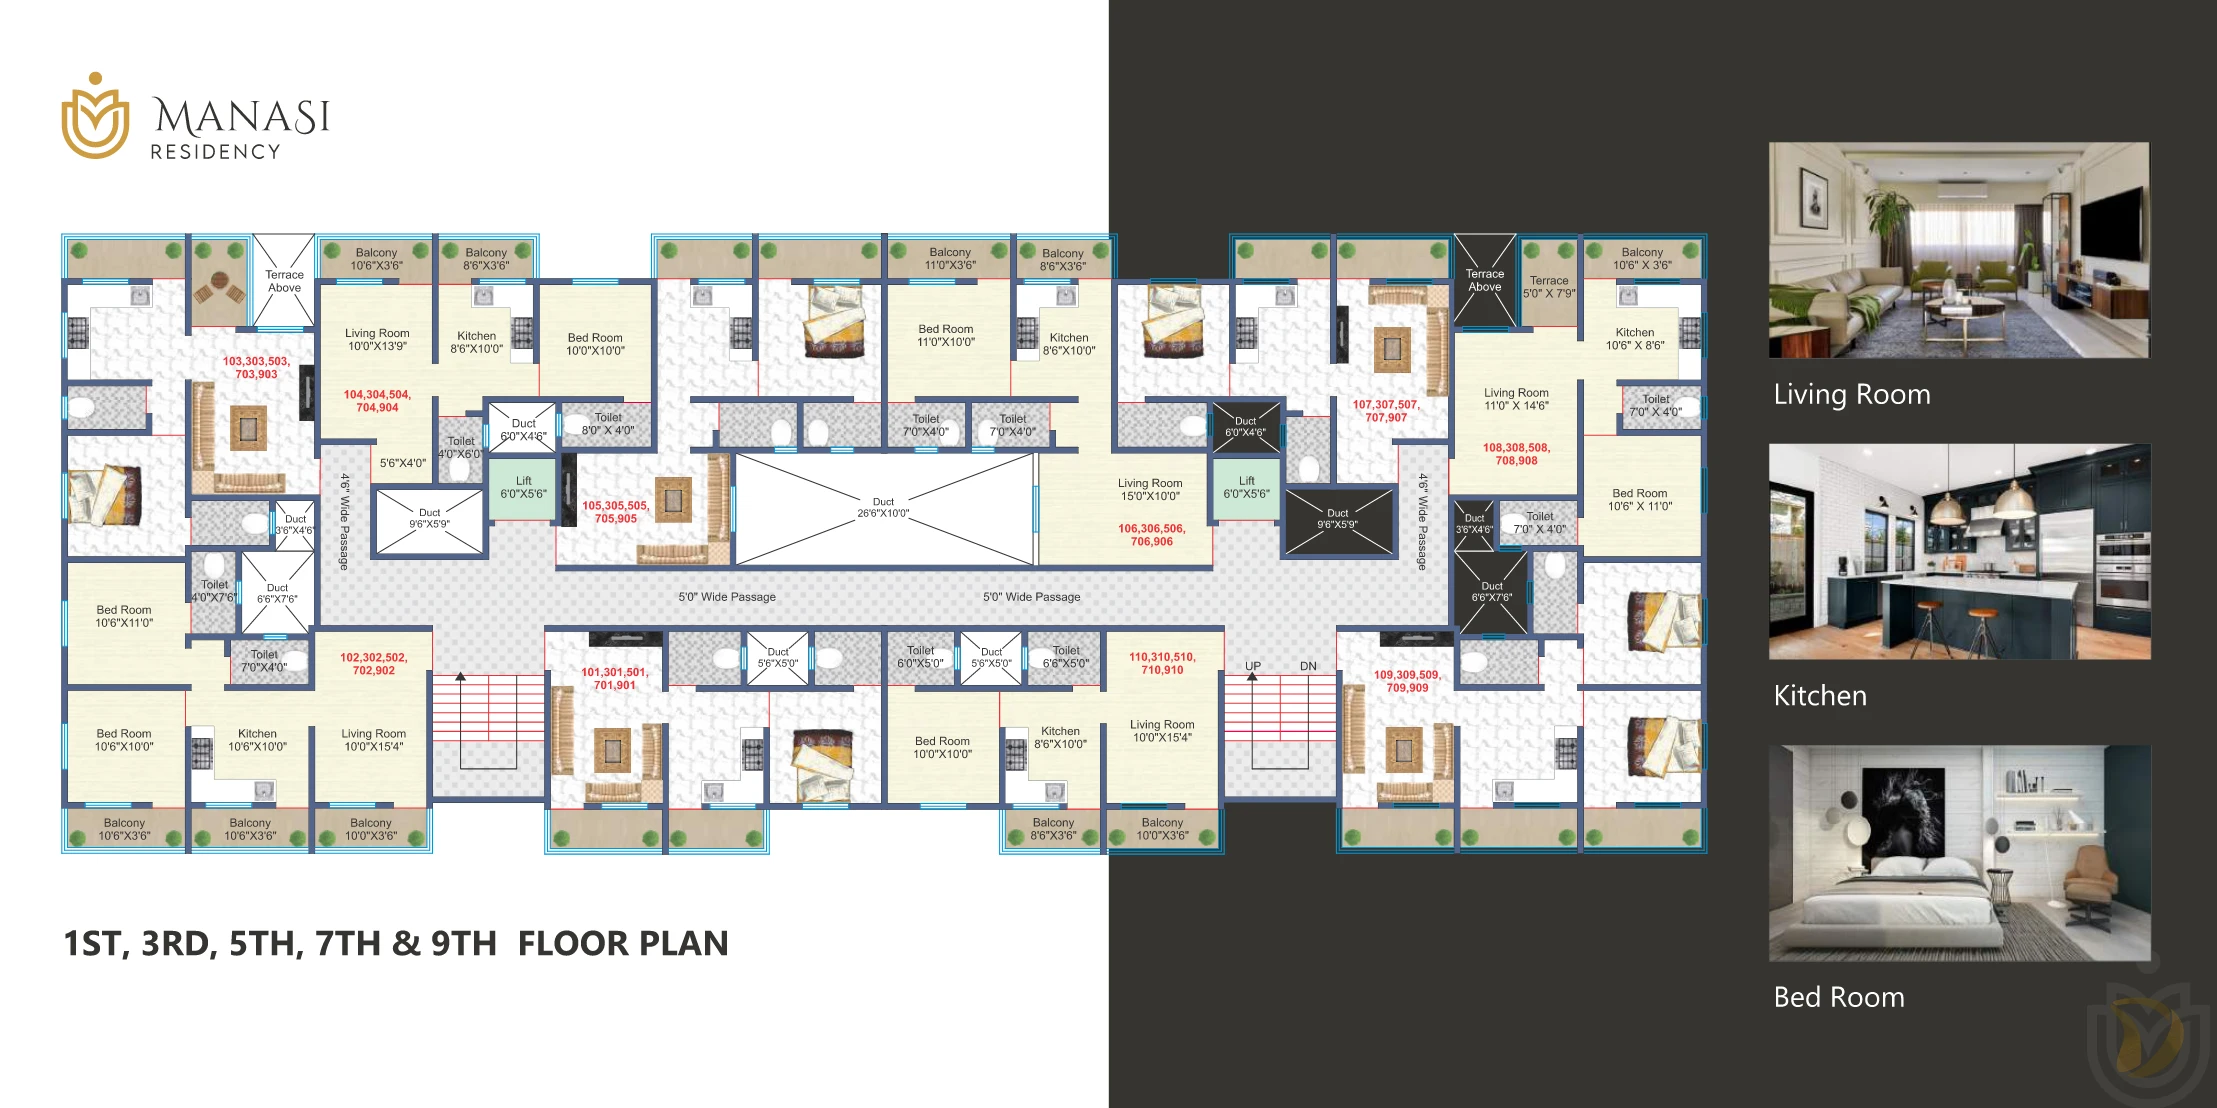 MANASI
RESIDENCY
Balcony
10'6"X3'6"
Balcony
8'6"X3'6"
Balcony
11'0"X3'6"
Balcony
8'6"X3'6"
Terrace
Above
Terrace
Above
Terrace
5'0" X 7'9"
Balcony
10'6" X 3'6"
Living Room
10'0"X13'9"
Kitchen
8'6"X10'0"
Bed Room
10'0"X10'0"
Bed Room
11'0"X10'0"
Kitchen
8'6"X10'0"
Kitchen
10'6" X 8'6"
103,303,503,
703,903
104,304,504,
704,904
107,307,507,
707,907
Living Room
11'0" X 14'6"
Toilet
7'0" X 4'0"
Duct
6'0"X4'6"
Toilet
8'0" X 4'0"
Toilet
7'0"X4'0"
Toilet
7'0"X4'0"
Duct
6'0"X4'6"
Toilet
4'0"X6'0"
5'6"X4'0"
108,308,508,
708,908
4'6" Wide Passage
Lift
6'0"X5'6"
105,305,505,
705,905
Duct
26'6"X10'0"
Living Room
15'0"X10'0"
Lift
6'0"X5'6"
4'6" Wide Passage
Bed Room
10'6" X 11'0"
Duct
3'6"X4'6"
Duct
9'6"X5'9"
106,306,506,
706,906
Duct
9'6"X5'9"
Duct
3'6"X4'6"
Toilet
7'0" X 4'0"
Toilet
4'0"X7'6"
Duct
6'6"X7'6"
5'0" Wide Passage
5'0" Wide Passage
Duct
6'6"X7'6"
Bed Room
10'6"X11'0"
Toilet
7'0"X4'0"
102,302,502,
702,902
101,301,501,
701,901
Duct
5'6"X5'0"
Toilet
6'0"X5'0"
Duct
5'6"X5'0"
Toilet
6'6"X5'0"
110,310,510,
710,910
UP
DN
109,309,509,
709,909
Bed Room
10'6"X10'0"
Kitchen
10'6"X10'0"
Living Room
10'0"X15'4"
Bed Room
10'0"X10'0"
Kitchen
8'6"X10'0"
Living Room
10'0"X15'4"
Balcony
10'6"X3'6"
Balcony
10'6"X3'6"
Balcony
10'0"X3'6"
Balcony
8'6"X3'6"
Balcony
10'0"X3'6"
1ST, 3RD, 5TH, 7TH & 9TH FLOOR PLAN
Living Room
Kitchen
Bed Room